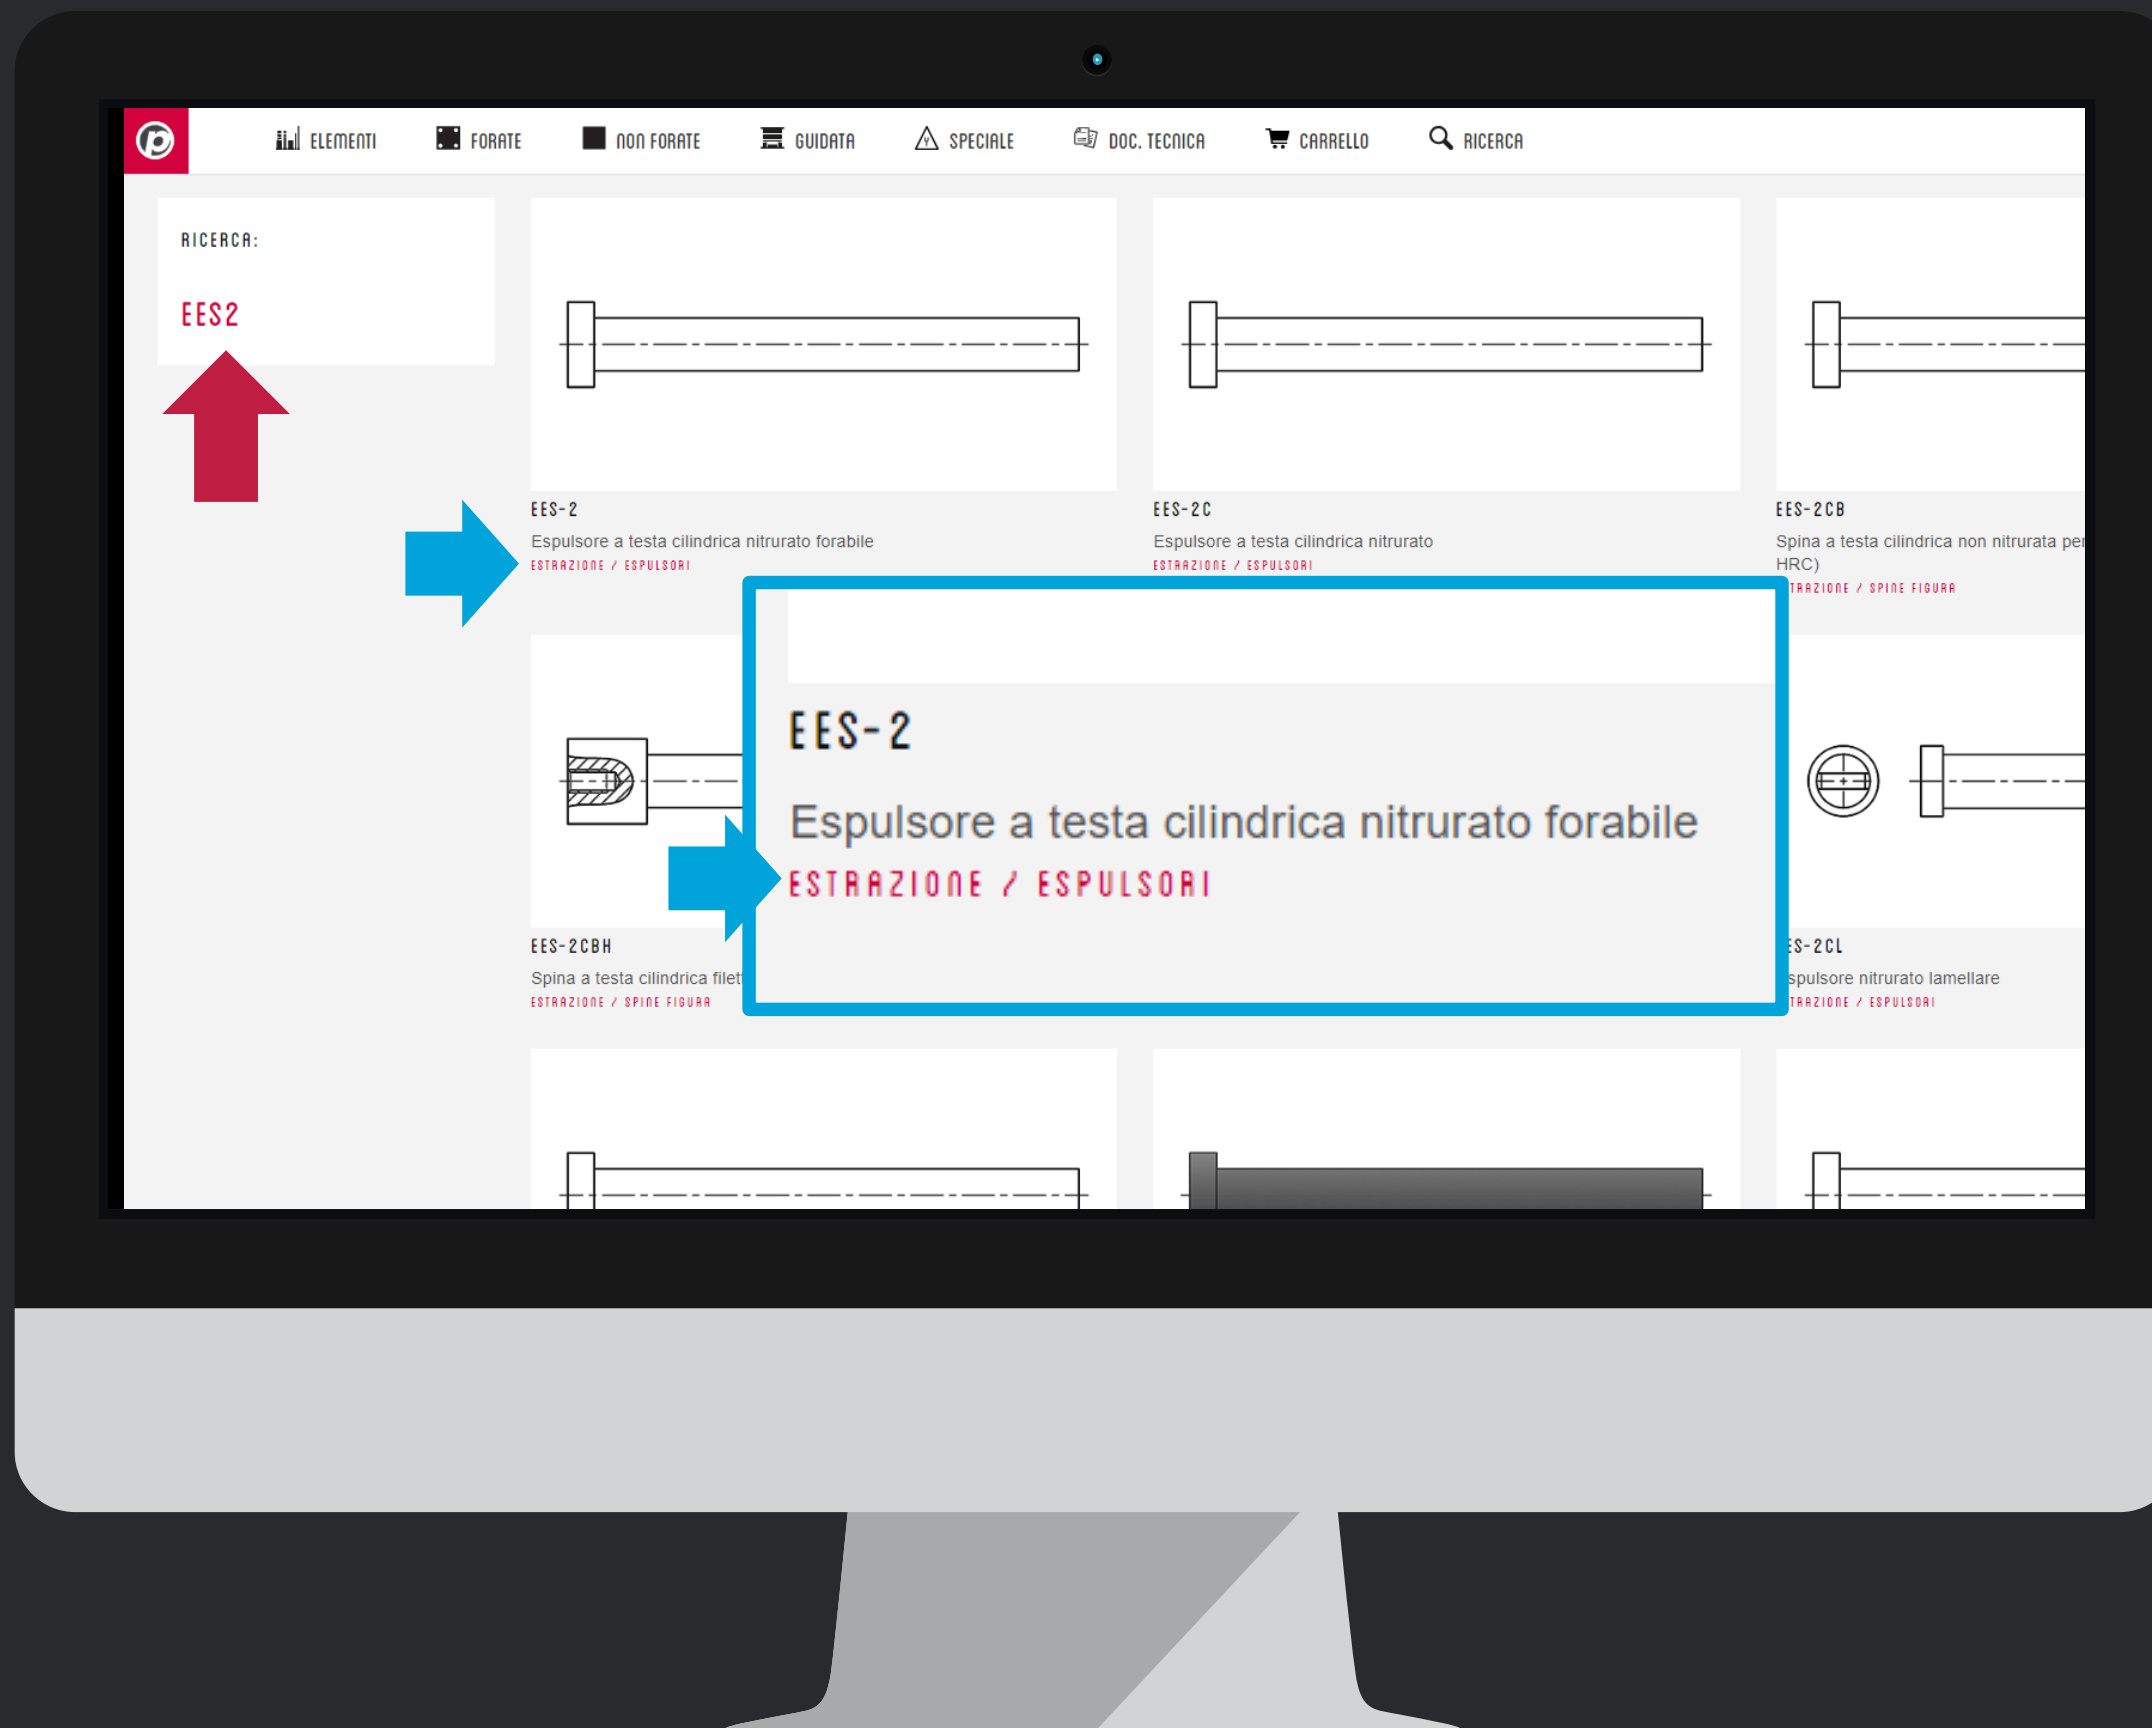 ELEMENTI
FORATE
NON FORATE
GUIDATA
SPECIALE
DOC. TECNICA
CARRELLO
RICERCA
RICERCA:
EES2
EES-2
Espulsore a testa cilindrica nitrurato forabile
ESTRAZIONE / ESPULSORI
EES-2C
Espulsore a testa cilindrica nitrurato
ESTRAZIONE / ESPULSORI
EES-2CB
Spina a testa cilindrica non nitrurata per
HRC)
TRAZIONE / SPINE FIGURA
EES-2
Espulsore a testa cilindrica nitrurato forabile
ESTRAZIONE / ESPULSORI
EES-2CBH
Spina a testa cilindrica filet
ESTRAZIONE / SPINE FIGURA
ES-2CL
spulsore nitrurato lamellare
TRAZIONE / ESPULSORI